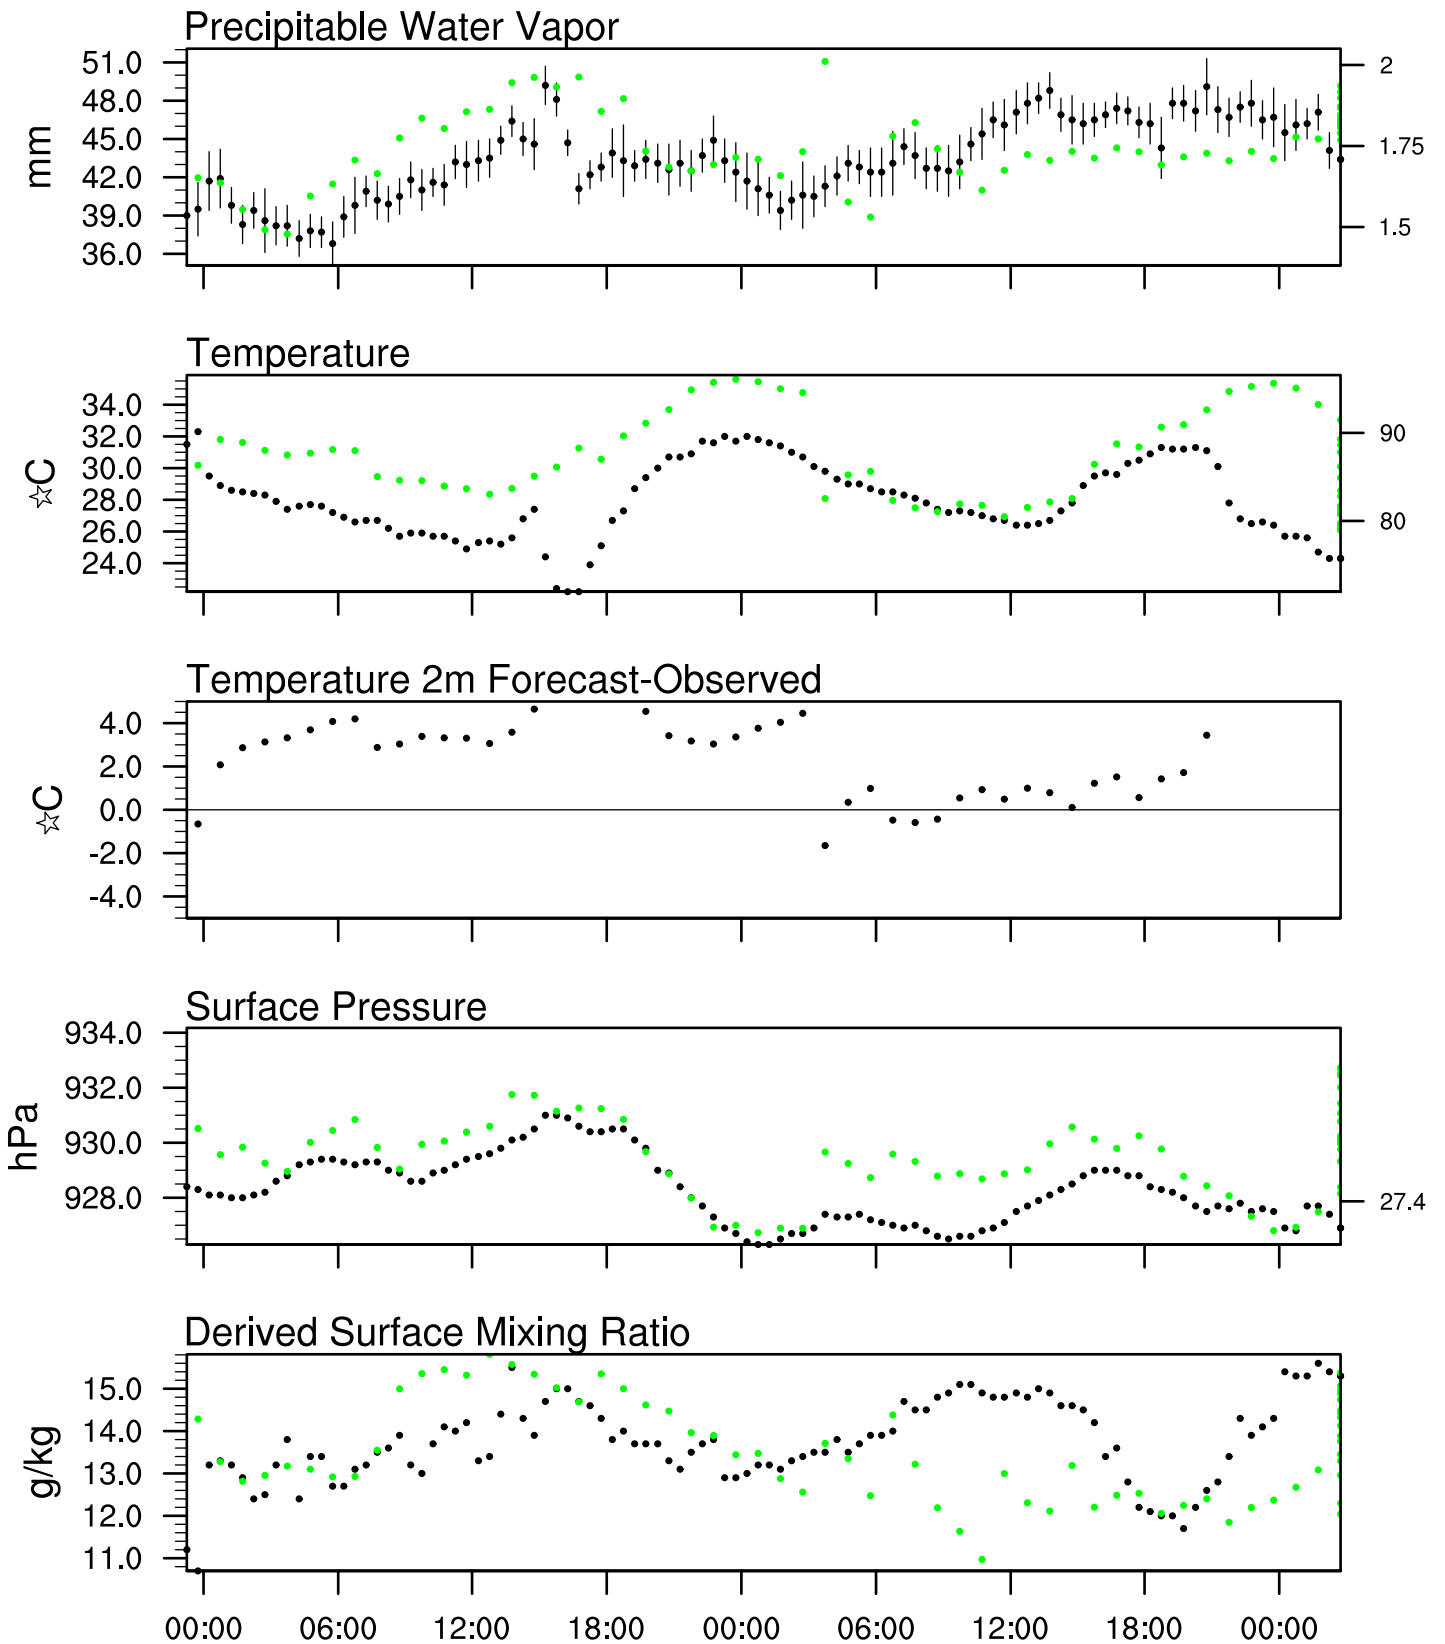 Precipitable Water Vapor
51.0
48.0
45.0
42.0
39.0
36.0
mm
2
1.75
1.5
Temperature
34.0
32.0
30.0
28.0
26.0
24.0
☆C
90
80
Temperature 2m Forecast-Observed
4.0
2.0
0.0
-2.0
-4.0
☆C
Surface Pressure
934.0
932.0
930.0
928.0
hPa
27.4
Derived Surface Mixing Ratio
15.0
14.0
13.0
12.0
11.0
g/kg
00:00 06:00 12:00 18:00 00:00 06:00 12:00 18:00 00:00